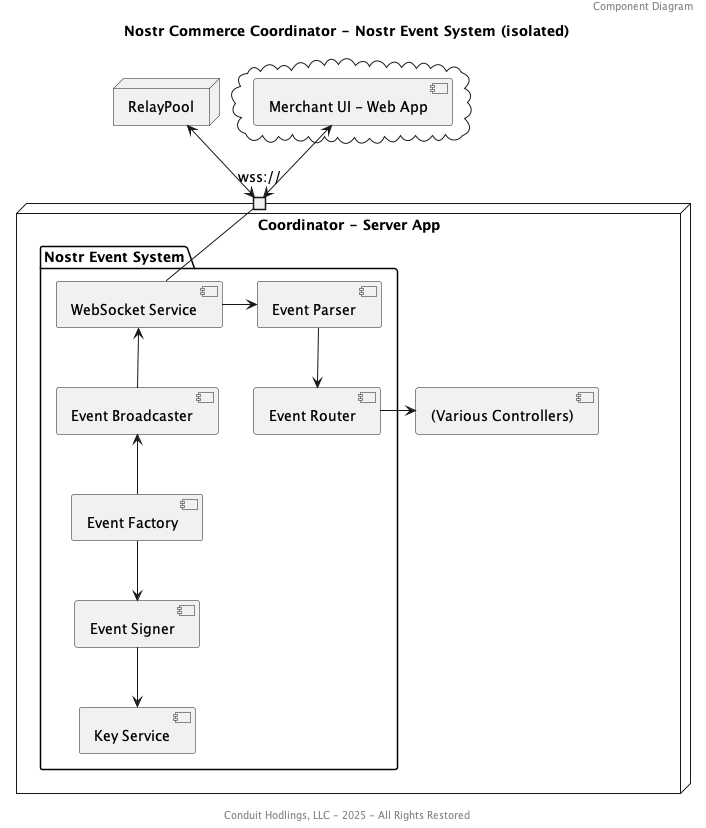 Component Diagram
Nostr Commerce Coordinator - Nostr Event System (isolated)
RelayPool
Merchant UI - Web App
wss://
Coordinator - Server App
Nostr Event System
WebSocket Service
Event Parser
Event Broadcaster
Event Router
(Various Controllers)
Event Factory
Event Signer
Key Service
Conduit Hodlings, LLC - 2025 - All Rights Restored